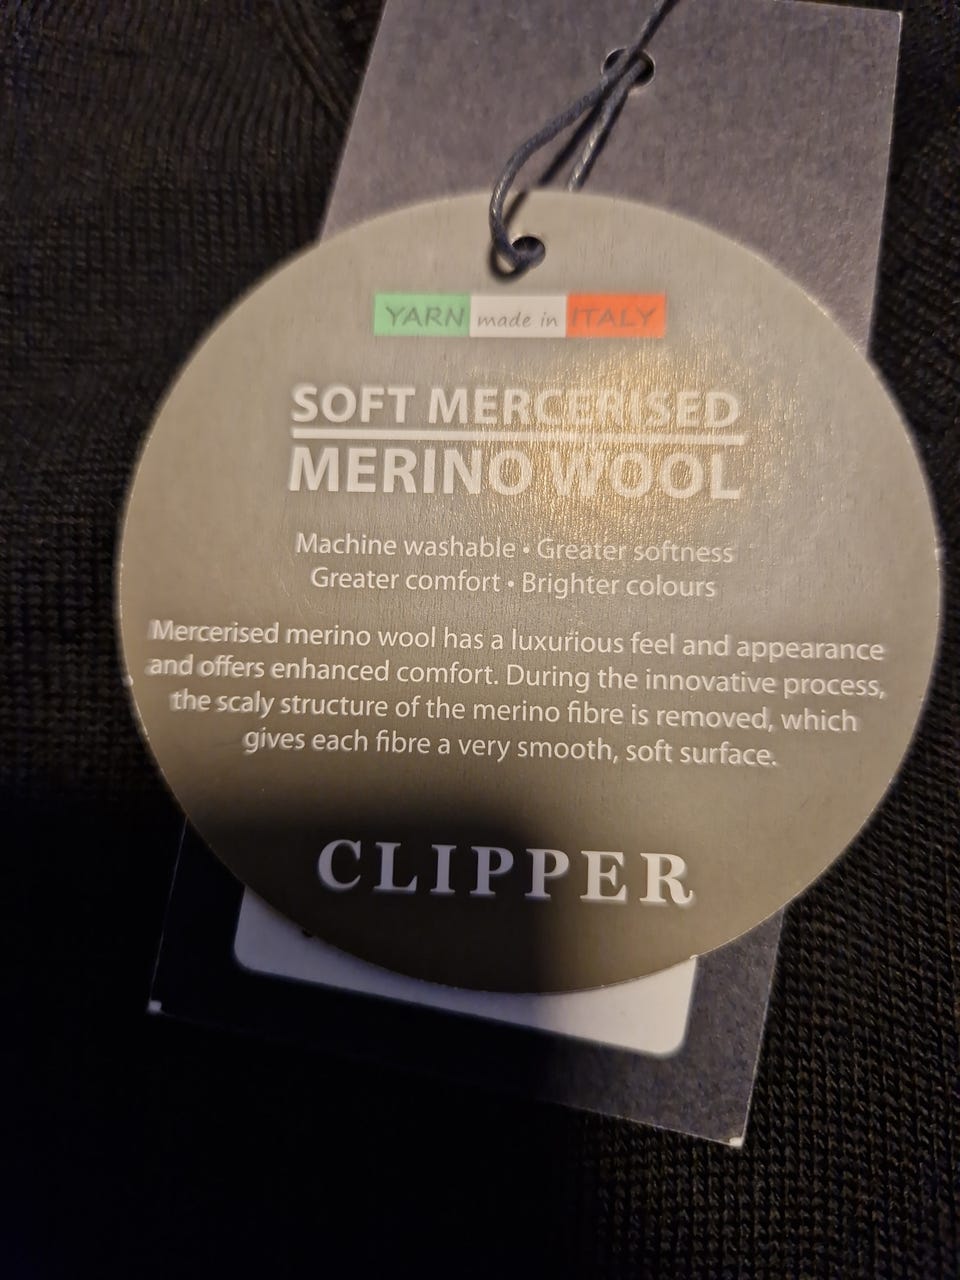 YARN made in ITALY
SOFT MERCERISED
MERINO WOOL
Machine washable • Greater softness
Greater comfort • Brighter colours
Mercerised merino wool has a luxurious feel and appearance
and offers enhanced comfort. During the innovative process,
the scaly structure of the merino fibre is removed, which
gives each fibre a very smooth, soft surface.
CLIPPER